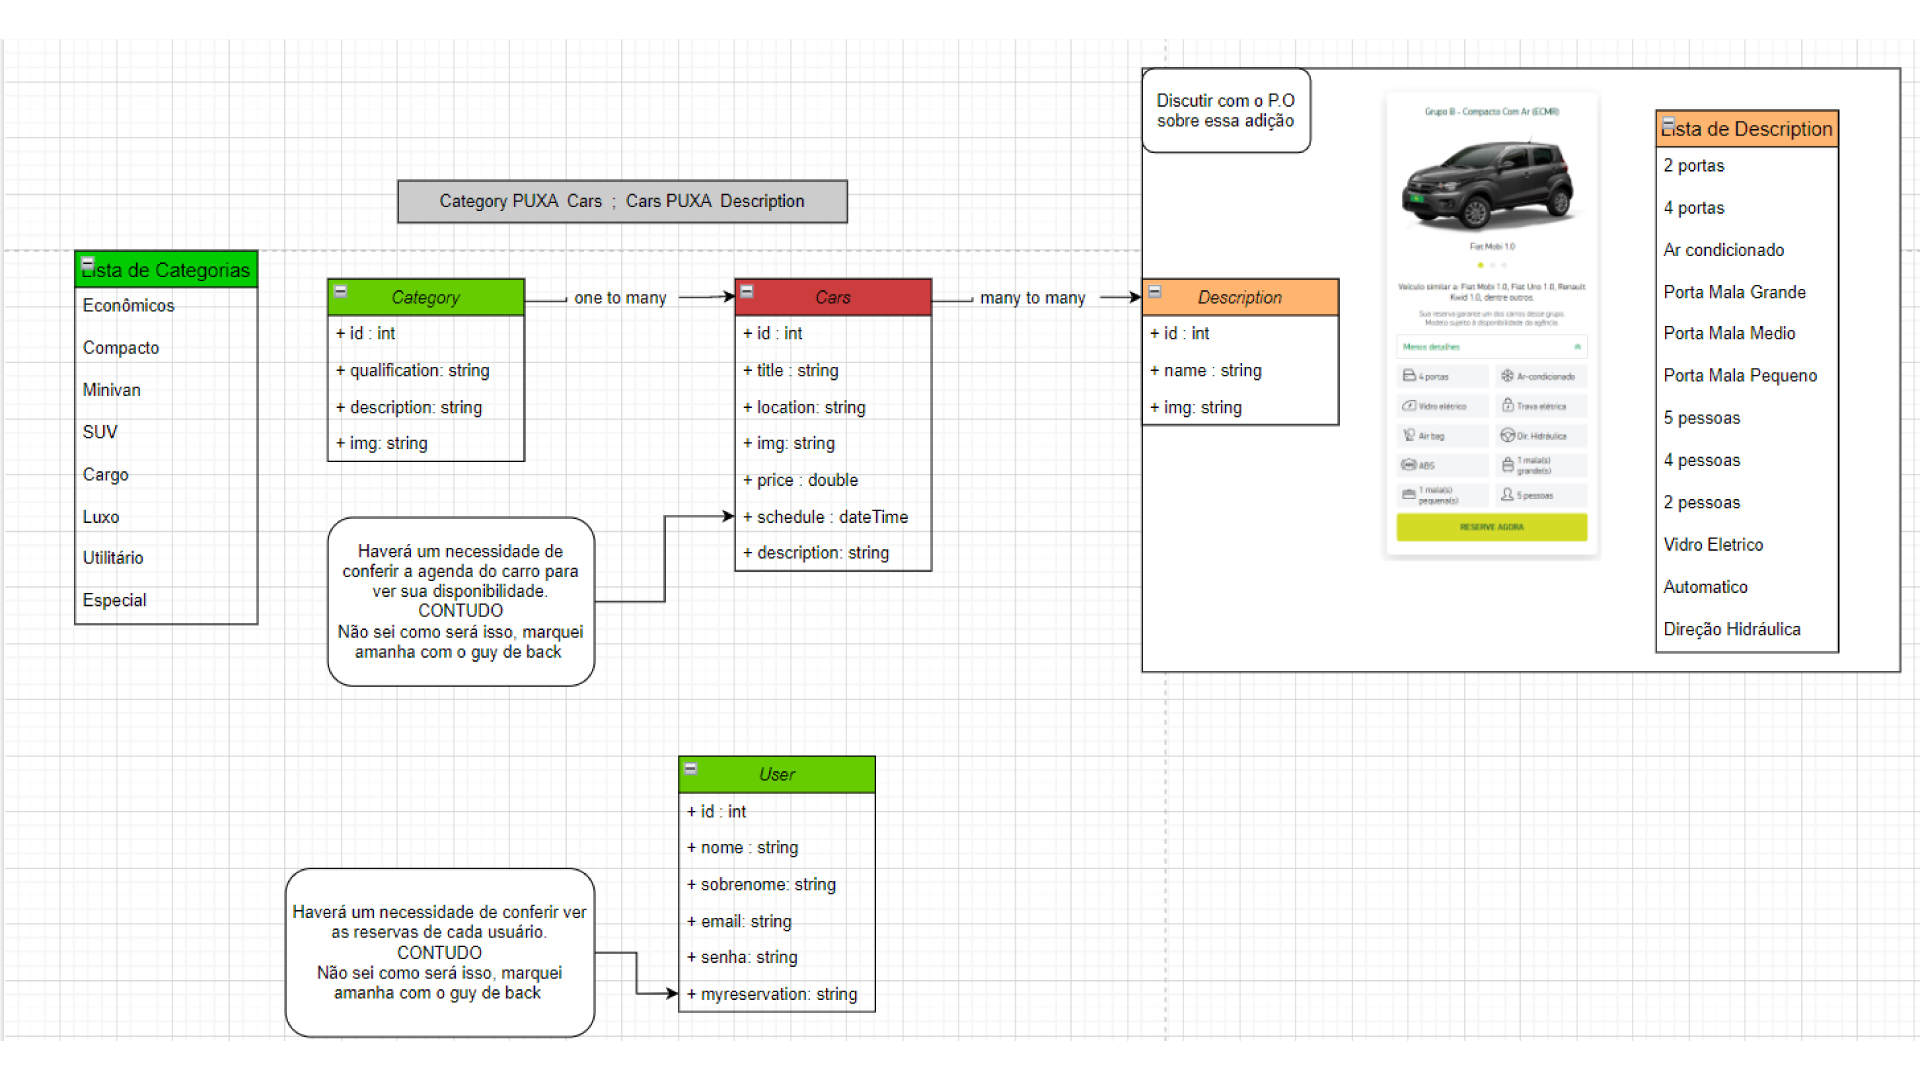 Discutir com o P.O
sobre essa adição
Category PUXA Cars ; Cars PUXA Description
Lista de Categorias
Econômicos
Compacto
Minivan
SUV
Cargo
Luxo
Utilitário
Especial
Category
+ id : int
+ qualification: string
+ description: string
+ img: string
one to many
Cars
+ id : int
+ title : string
+ location: string
+ img: string
+ price : double
+ schedule : dateTime
+ description: string
many to many
Description
+ id : int
+ name : string
+ img: string
Haverá um necessidade de
conferir a agenda do carro para
ver sua disponibilidade.
CONTUDO
Não sei como será isso, marquei
amanha com o guy de back
Grupo B - Compacto Com Ar (ECMR)
Fiat Mobi 1.0
Veículo similar a: Fiat Mobi 1.0, Fiat Uno 1.0, Renault
Kwid 1.0, dentre outros.
Sua reserva garante um dos carros desse grupo.
Modelo sujeito à disponibilidade da agência.
Menos detalhes
4 portas
Ar-condicionado
Vidro elétrico
Trava elétrica
Air bag
Dir. Hidráulica
ABS
1 mala(s)
grande(s)
1 mala(s)
pequena(s)
5 pessoas
RESERVE AGORA
Lista de Description
2 portas
4 portas
Ar condicionado
Porta Mala Grande
Porta Mala Medio
Porta Mala Pequeno
5 pessoas
4 pessoas
2 pessoas
Vidro Eletrico
Automatico
Direção Hidráulica
User
+ id : int
+ nome : string
+ sobrenome: string
+ email: string
+ senha: string
+ myreservation: string
Haverá um necessidade de conferir ver
as reservas de cada usuário.
CONTUDO
Não sei como será isso, marquei
amanha com o guy de back